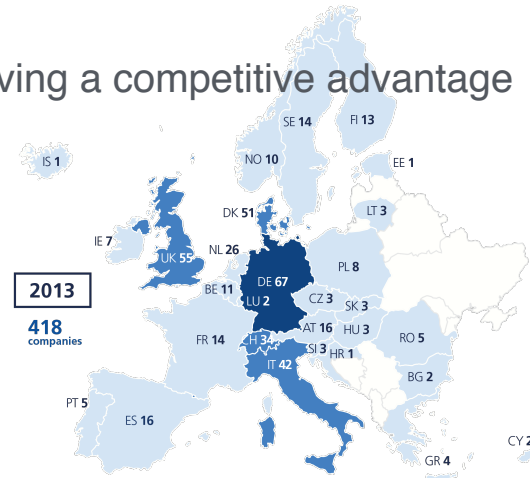 ving a competitive advantage
SE 14
FI 13
IS 1
NO 10
EE 1
DK 51
LT 3
IE 7
NL 26
UK 55
PL 8
BE 11
DE 67
2013
LU 2
CZ 3
SK 3
418
companies
FR 14
H 34
AT 16
HU 3
RO 5
SI 3
HR 1
IT 42
BG 2
PT 5
ES 16
GR 4
CY 2